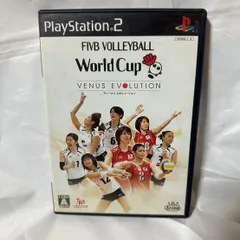 PlayStation®2
FIVB VOLLEYBALL
World Cup
VENUS EVOLUTION
A